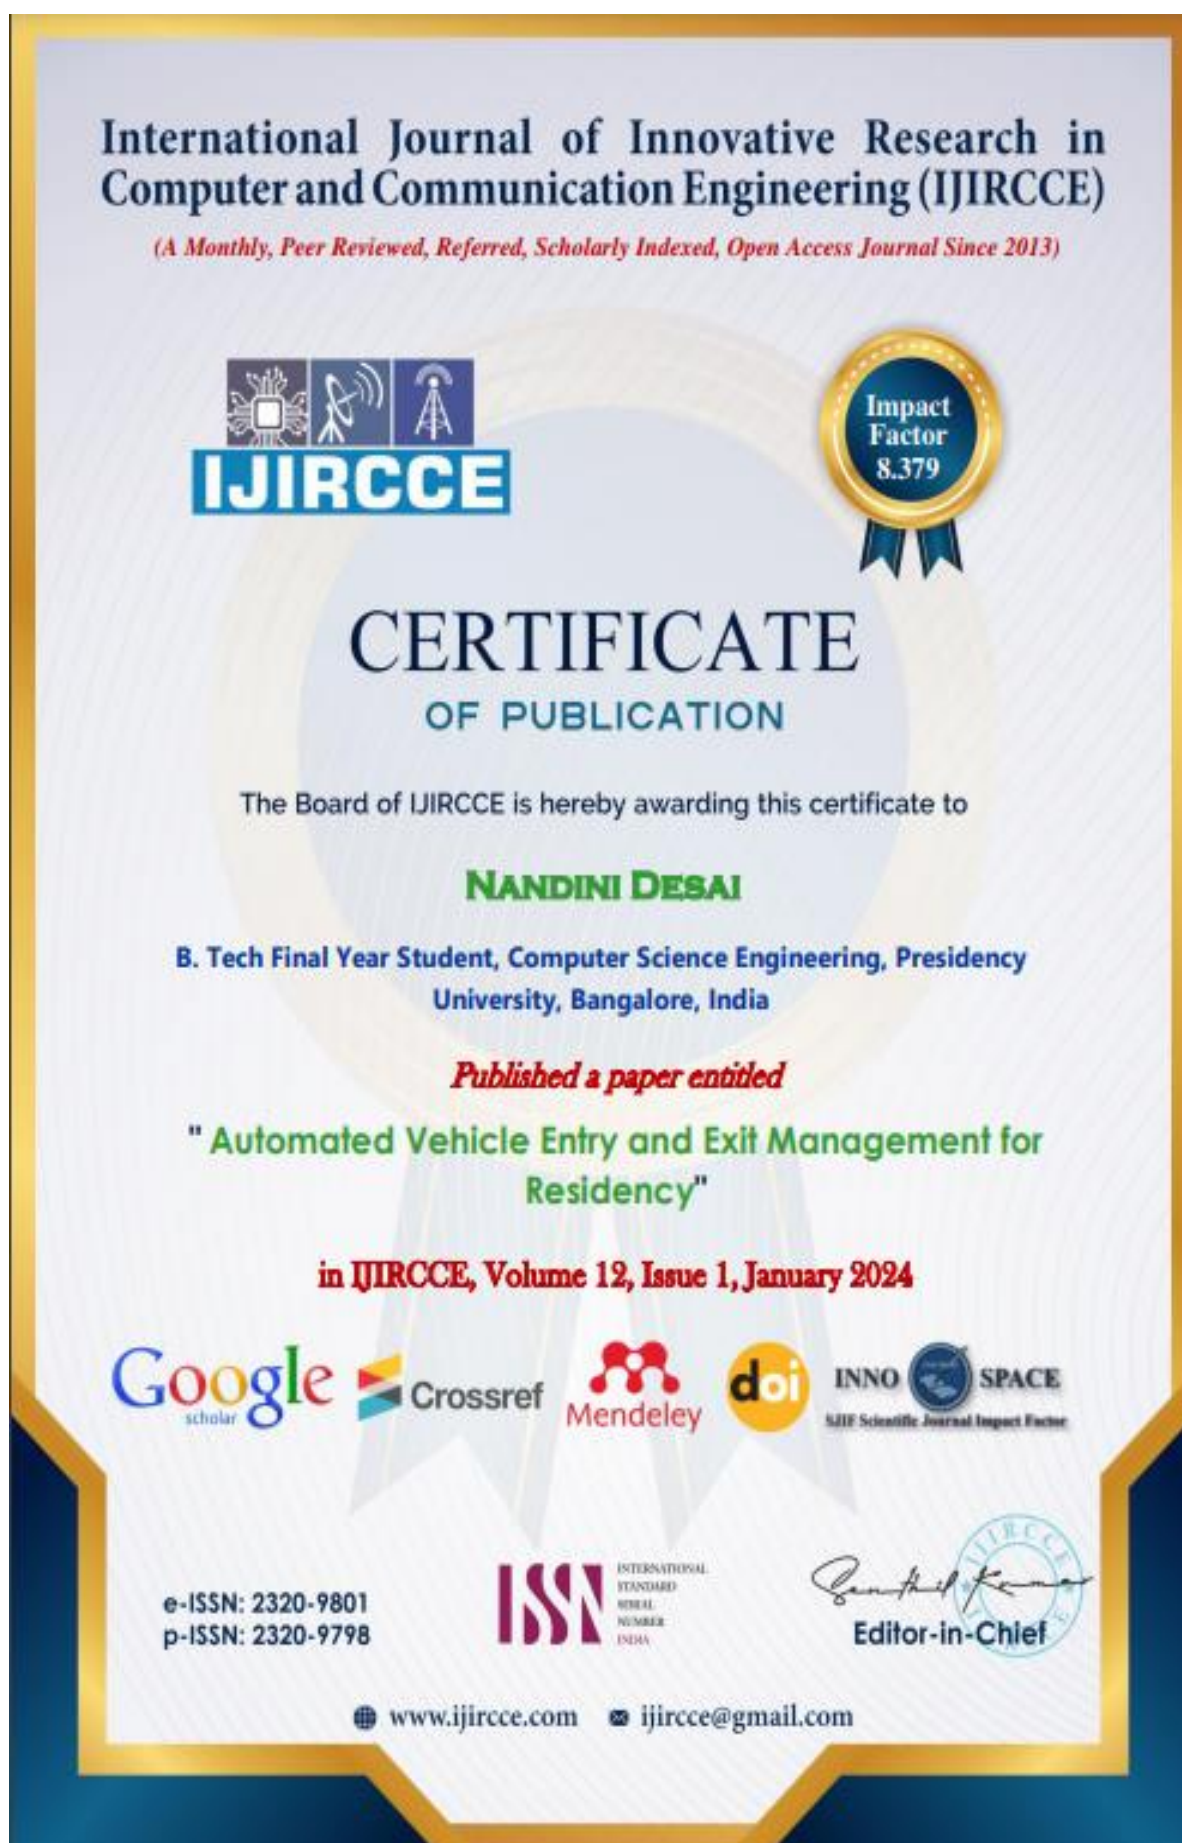 International Journal of Innovative Research in
Computer and Communication Engineering (IJIRCCE)
(A Monthly, Peer Reviewed, Referred, Scholarly Indexed, Open Access Journal Since 2013)
IJIRCCE
Impact
Factor
8.379
CERTIFICATE
OF PUBLICATION
The Board of IJIRCCE is hereby awarding this certificate to
NANDINI DESAI
B. Tech Final Year Student, Computer Science Engineering, Presidency
University, Bangalore, India
Published a paper entitled
" Automated Vehicle Entry and Exit Management for
Residency"
in IJIRCCE, Volume 12, Issue 1, January 2024
Google
scholar
Crossref
Mendeley
doi
INNO SPACE
SJIF Scientific Journal Impact Factor
e-ISSN: 2320-9801
p-ISSN: 2320-9798
ISSN
INTERNATIONAL
STANDARD
SERIAL
NUMBER
INDIA
IJIRCCE
Senthil Kumar
Editor-in-Chief
www.ijircce.com ijircce@gmail.com